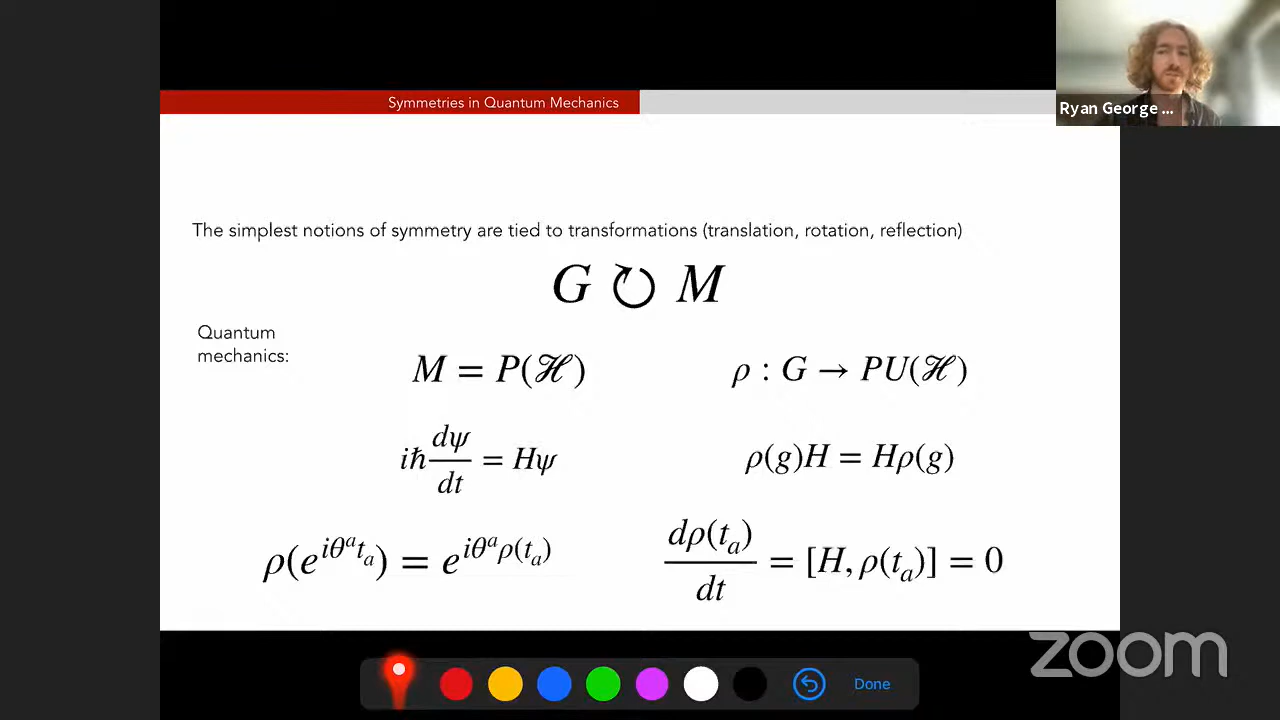 Symmetries in Quantum Mechanics
Ryan George ...
The simplest notions of symmetry are tied to transformations (translation, rotation, reflection)
G ↻ M
Quantum
mechanics:
M = P(ℋ)
ρ : G → PU(ℋ)
iħ dψ/dt = Hψ
ρ(g)H = Hρ(g)
ρ(e^{iθ^a t_a}) = e^{iθ^a ρ(t_a)}
dρ(t_a)/dt = [H, ρ(t_a)] = 0
zoom
Done